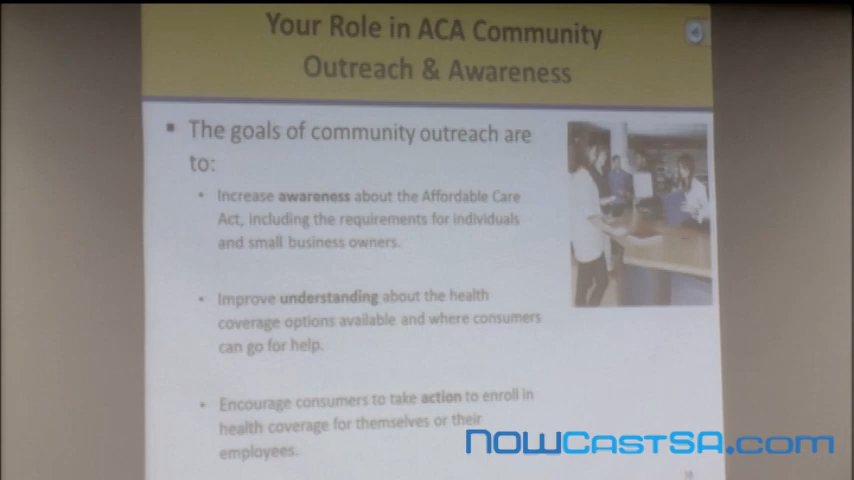 Your Role in ACA Community
Outreach & Awareness
▪ The goals of community outreach are
to:
• Increase awareness about the Affordable Care
Act, including the requirements for individuals
and small business owners.
• Improve understanding about the health
coverage options available and where consumers
can go for help.
• Encourage consumers to take action to enroll in
health coverage for themselves or their
employees.
NOWCastSA.com